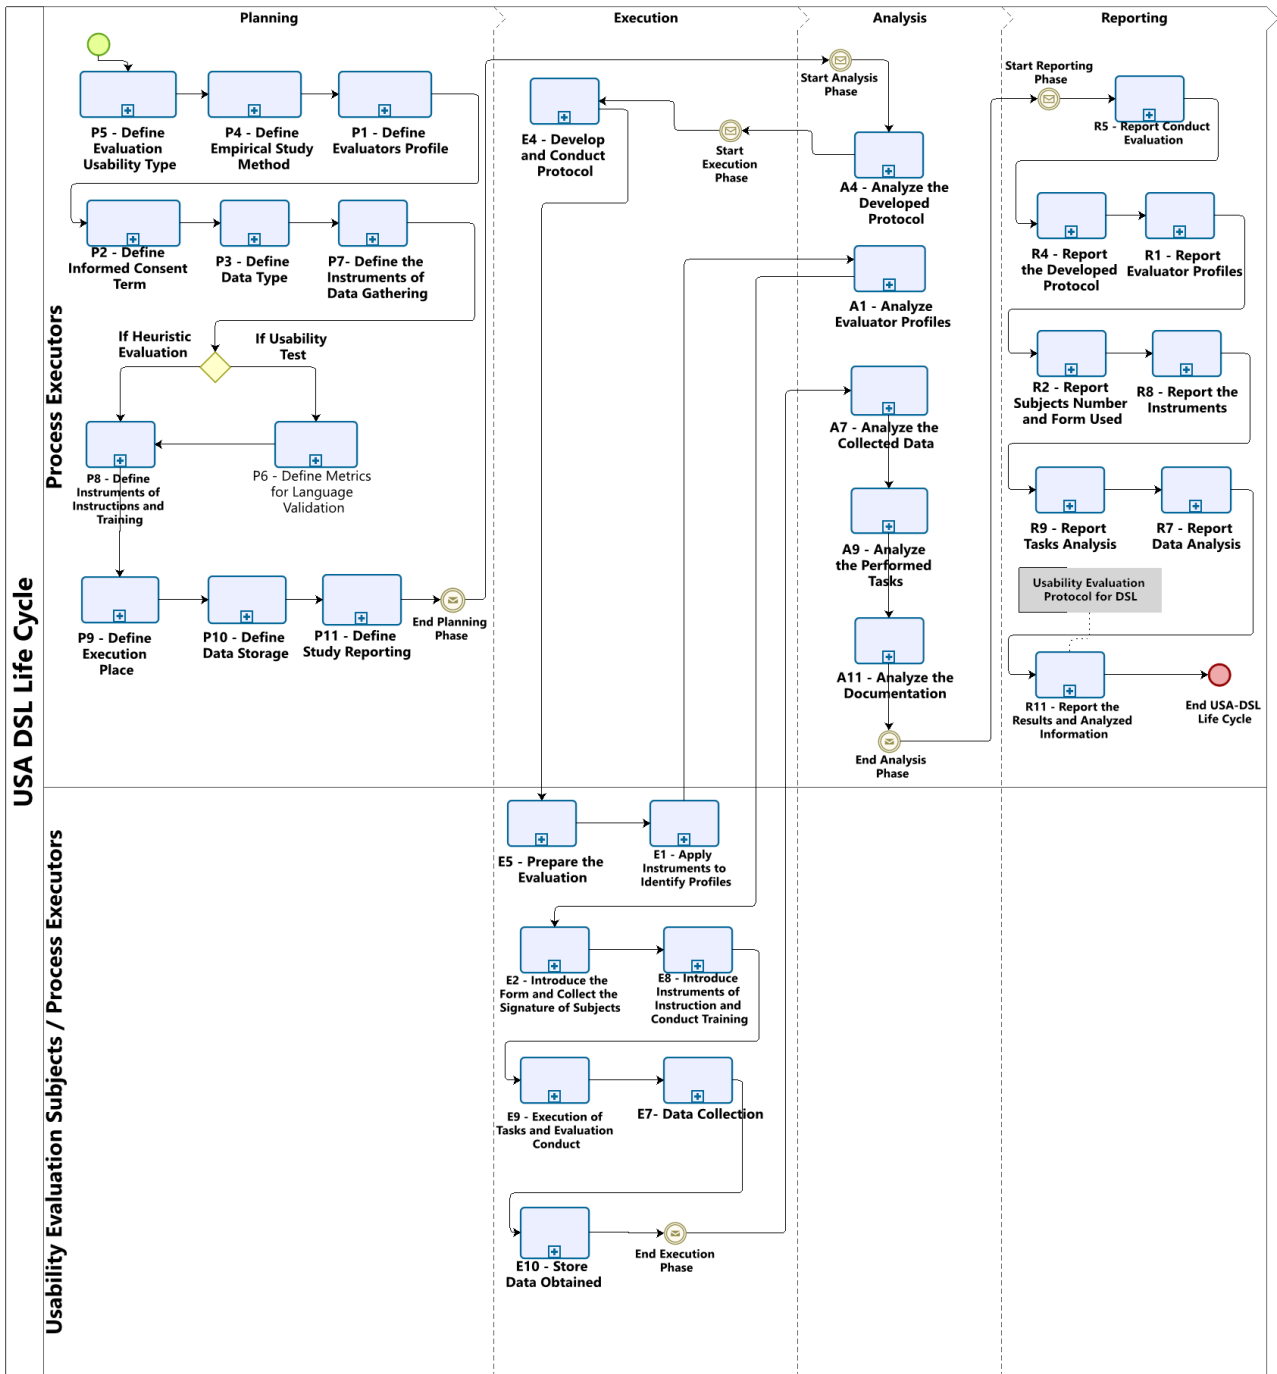 Planning
Execution
Analysis
Reporting
USA DSL Life Cycle
Process Executors
Usability Evaluation Subjects / Process Executors
P5 - Define
Evaluation
Usability Type
P4 - Define
Empirical Study
Method
P1 - Define
Evaluators Profile
P2 - Define
Informed Consent
Term
P3 - Define
Data Type
P7- Define the
Instruments of
Data Gathering
If Heuristic
Evaluation
If Usability
Test
P8 - Define
Instruments of
Instructions and
Training
P6 - Define Metrics
for Language
Validation
P9 - Define
Execution
Place
P10 - Define
Data Storage
P11 - Define
Study Reporting
End Planning
Phase
E4 - Develop
and Conduct
Protocol
Start
Execution
Phase
Start Analysis
Phase
A4 - Analyze the
Developed
Protocol
A1 - Analyze
Evaluator Profiles
A7 - Analyze the
Collected Data
A9 - Analyze
the Performed
Tasks
A11 - Analyze the
Documentation
End Analysis
Phase
Start Reporting
Phase
R5 - Report Conduct
Evaluation
R4 - Report
the Developed
Protocol
R1 - Report
Evaluator Profiles
R2 - Report
Subjects Number
and Form Used
R8 - Report the
Instruments
R9 - Report
Tasks Analysis
R7 - Report
Data Analysis
Usability Evaluation
Protocol for DSL
R11 - Report the
Results and Analyzed
Information
End USA-DSL
Life Cycle
E5 - Prepare the
Evaluation
E1 - Apply
Instruments to
Identify Profiles
E2 - Introduce the
Form and Collect the
Signature of Subjects
E8 - Introduce
Instruments of
Instruction and
Conduct Training
E9 - Execution of
Tasks and Evaluation
Conduct
E7- Data Collection
E10 - Store
Data Obtained
End Execution
Phase